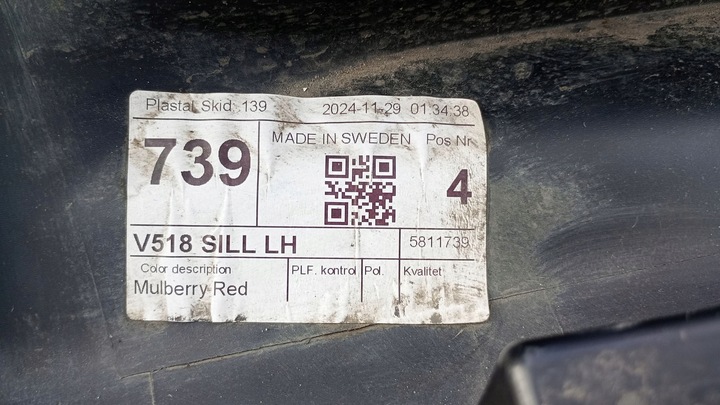 Plastal Skid: 139 2024-11-29 01:34:38
739 MADE IN SWEDEN Pos Nr
4
V518 SILL LH 5811739
Color description PLF. kontrol Pol. Kvalitet
Mulberry Red